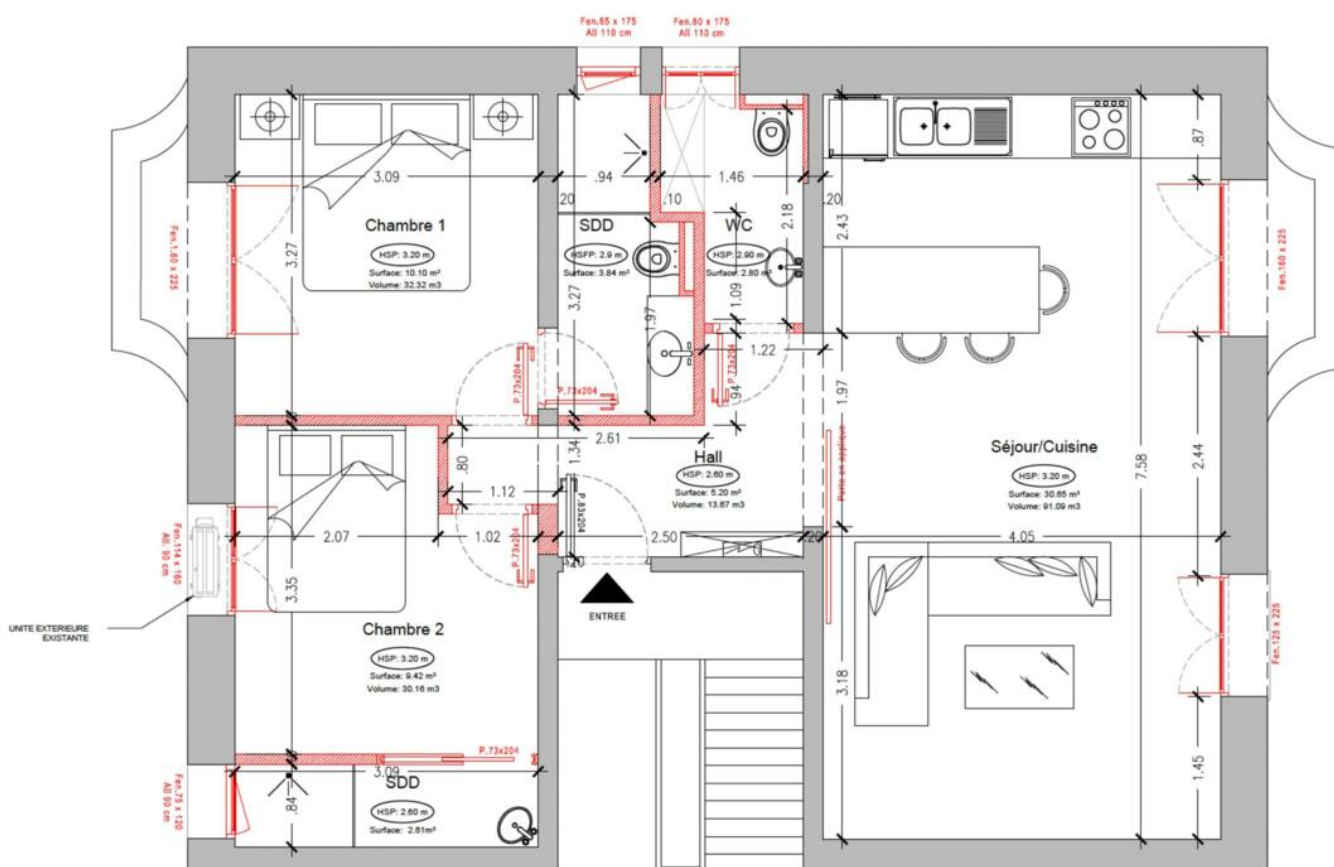 Fen.65 x 175
All 110 cm
Fen.80 x 175
All 110 cm
.87
3.09
.94
1.46
.20
.10
.20
2.18
2.43
Chambre 1
HSP: 3.20 m
Surface: 10.10 m²
Volume: 32.32 m3
SDD
HSFP: 2.9 m
Surface: 3.84 m²
WC
HSP: 2.90 m
Surface: 2.80 m²
Fen.1.60 x 225
Fen.160 x 225
3.27
3.27
1.97
1.09
1.22
P.73x204
P.73x204
P.73x204
.94
1.97
2.44
7.58
Porte en applique
.80
2.61
1.34
1.12
Hall
HSP: 2.60 m
Surface: 5.20 m²
Volume: 13.67 m3
Séjour/Cuisine
HSP: 3.20 m
Surface: 30.65 m²
Volume: 91.09 m3
Fen.114 x 160
All. 90 cm
2.07
1.02
P.73x204
P.83x204
2.50
.20
4.05
3.35
ENTREE
UNITE EXTERIEURE
EXISTANTE
Chambre 2
HSP: 3.20 m
Surface: 9.42 m²
Volume: 30.16 m3
Fen.125 x 225
3.18
1.45
P.73x204
3.09
Fen.75 x 120
All 90 cm
.84
SDD
HSP: 2.60 m
Surface: 2.61m²